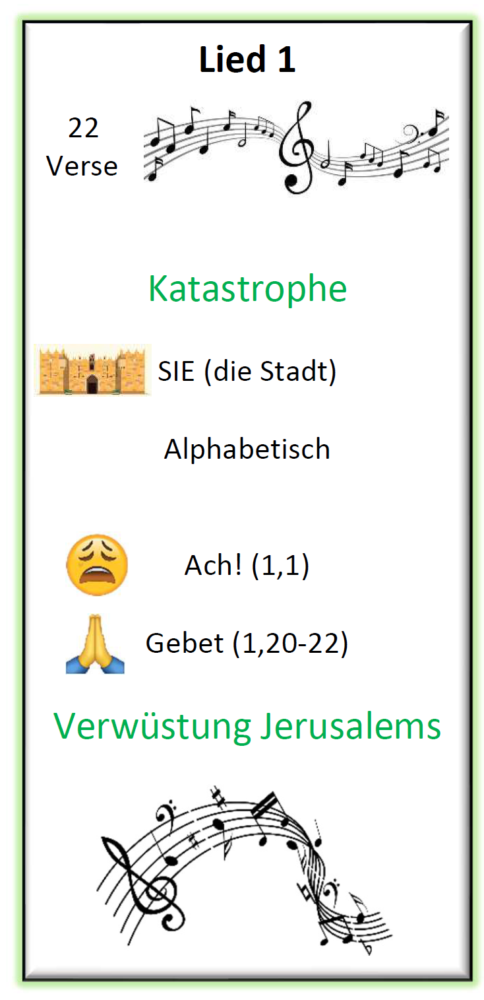 Lied 1
22
Verse
Katastrophe
SIE (die Stadt)
Alphabetisch
Ach! (1,1)
Gebet (1,20-22)
Verwüstung Jerusalems